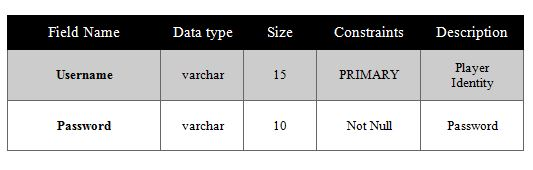 Field Name Data type Size Constraints Description
Username varchar 15 PRIMARY Player
Identity
Password varchar 10 Not Null Password